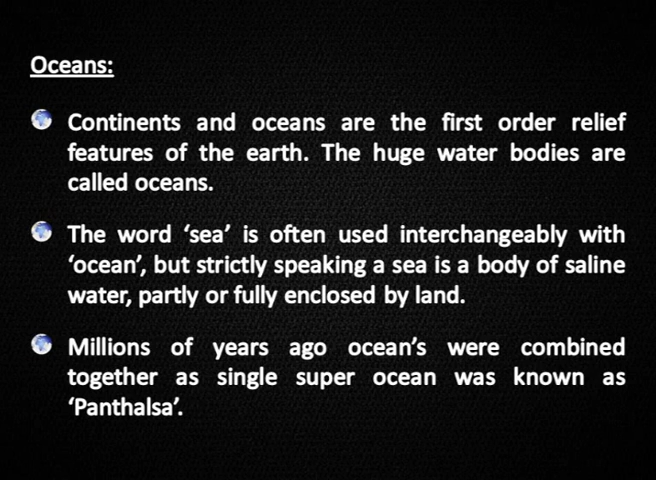 Oceans:
Continents and oceans are the first order relief
features of the earth. The huge water bodies are
called oceans.
The word ‘sea’ is often used interchangeably with
‘ocean’, but strictly speaking a sea is a body of saline
water, partly or fully enclosed by land.
Millions of years ago ocean’s were combined
together as single super ocean was known as
‘Panthalsa’.